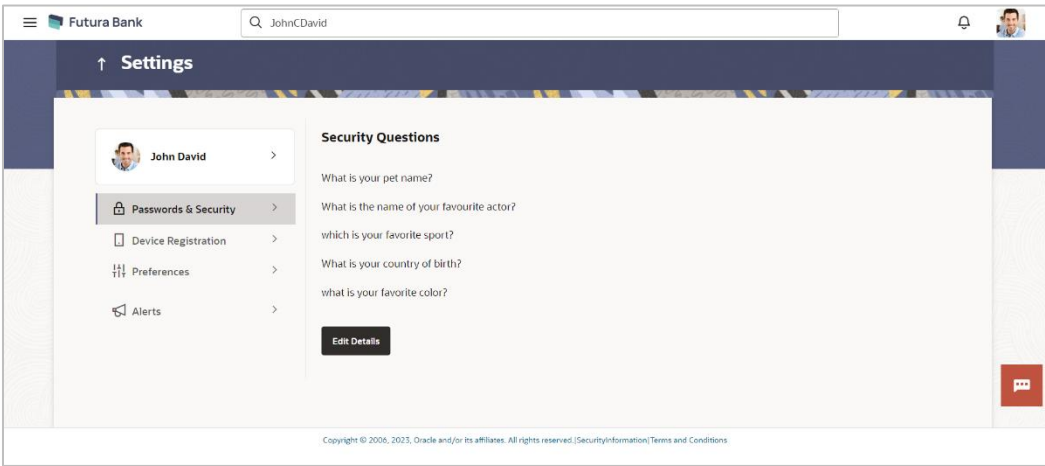 Futura Bank
JohnCDavid
↑ Settings
John David
Passwords & Security
Device Registration
Preferences
Alerts
Security Questions
What is your pet name?
What is the name of your favourite actor?
which is your favorite sport?
What is your country of birth?
what is your favorite color?
Edit Details
Copyright © 2006, 2023, Oracle and/or its affiliates. All rights reserved.|SecurityInformation|Terms and Conditions